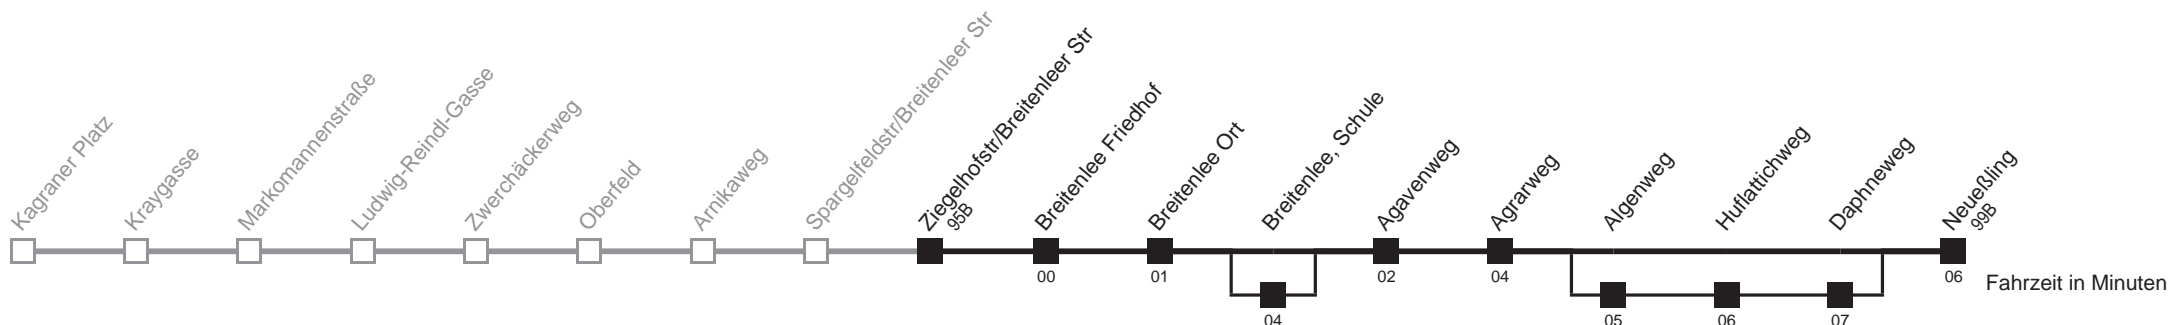 Kagraner Platz
Kraygasse
Markomannenstraße
Ludwig-Reindl-Gasse
Zwerchäckerweg
Oberfeld
Arnikaweg
Spargelfeldstr/Breitenleer Str
Ziegelhofstr/Breitenleer Str
95B
Breitenlee Friedhof
Breitenlee Ort
Breitenlee, Schule
Agavenweg
Agrarweg
Algenweg
Huflattichweg
Daphneweg
Neueßling
99B
00
01
02
04
06
Fahrzeit in Minuten
04
05
06
07